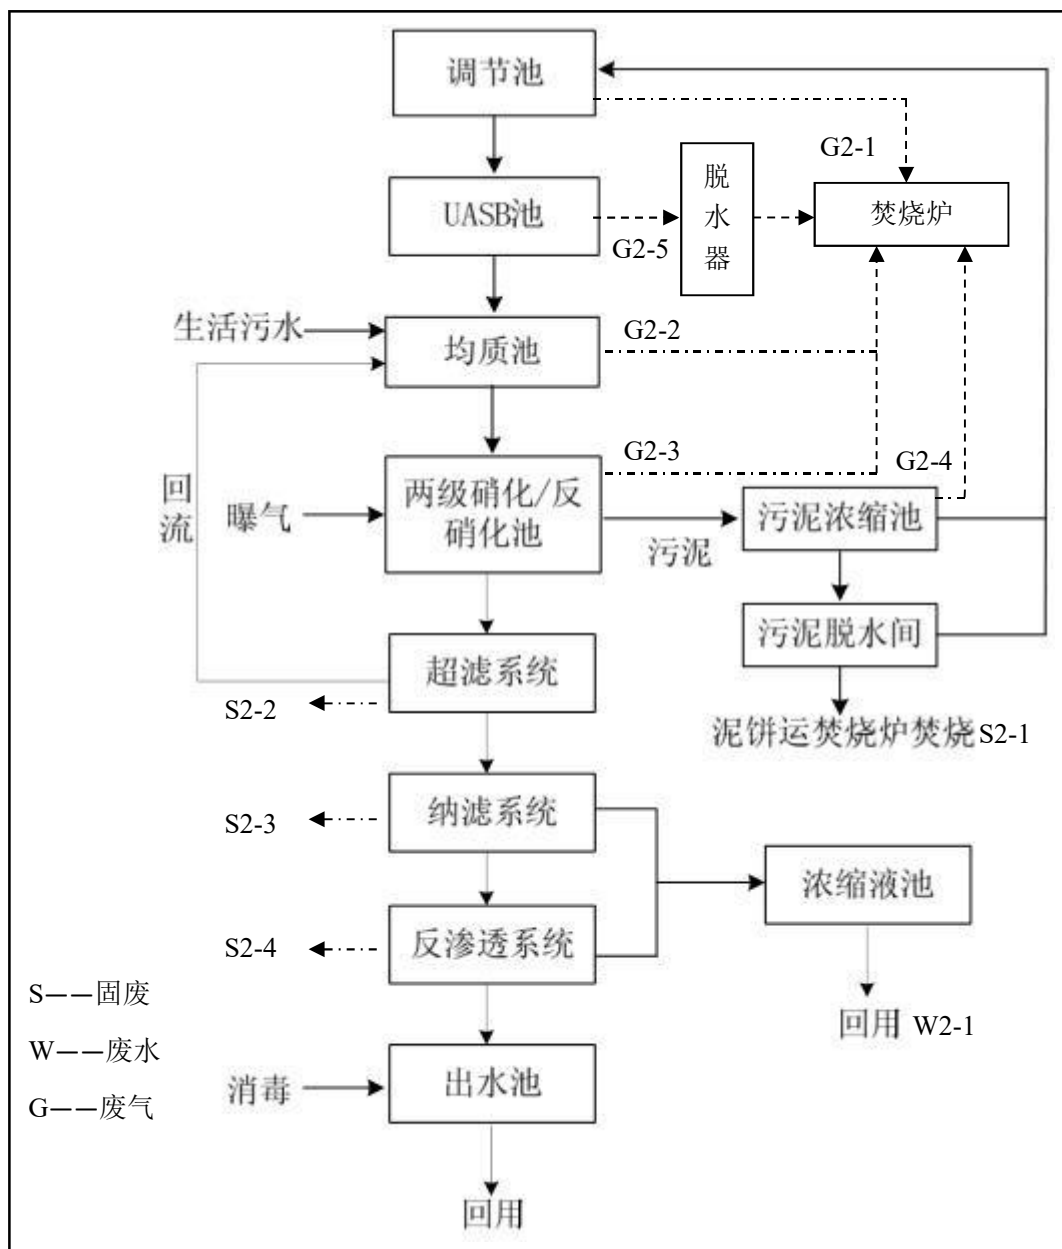 调节池
G2-1
脱水器
焚烧炉
UASB池
G2-5
生活污水
均质池
G2-2
G2-3
G2-4
回流
曝气
两级硝化/反
硝化池
污泥
污泥浓缩池
污泥脱水间
超滤系统
S2-2
泥饼运焚烧炉焚烧S2-1
纳滤系统
S2-3
浓缩液池
反渗透系统
S2-4
S——固废
回用 W2-1
W——废水
消毒
出水池
G——废气
回用